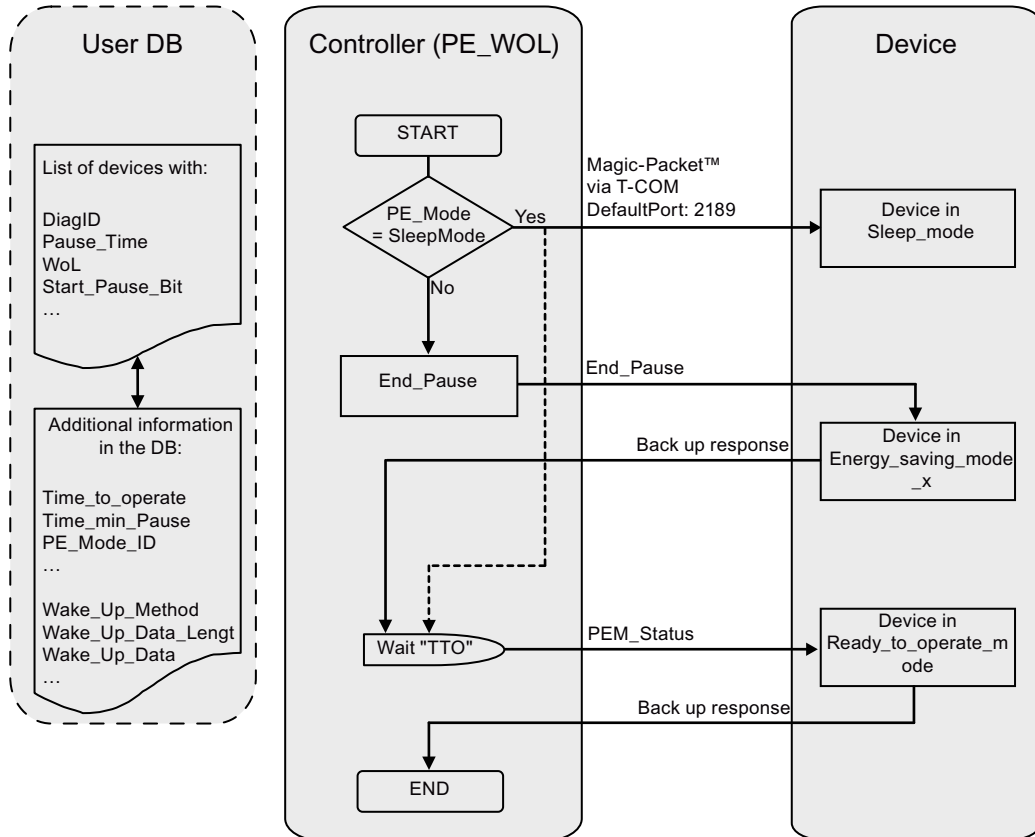 User DB
List of devices with:
DiagID
Pause_Time
WoL
Start_Pause_Bit
…
Additional information
in the DB:
Time_to_operate
Time_min_Pause
PE_Mode_ID
…
Wake_Up_Method
Wake_Up_Data_Lengt
Wake_Up_Data
…
Controller (PE_WOL)
START
PE_Mode
= SleepMode
Yes
No
End_Pause
Wait "TTO"
END
Magic-Packet™
via T-COM
DefaultPort: 2189
End_Pause
Back up response
PEM_Status
Back up response
Device
Device in
Sleep_mode
Device in
Energy_saving_mode
_x
Device in
Ready_to_operate_m
ode